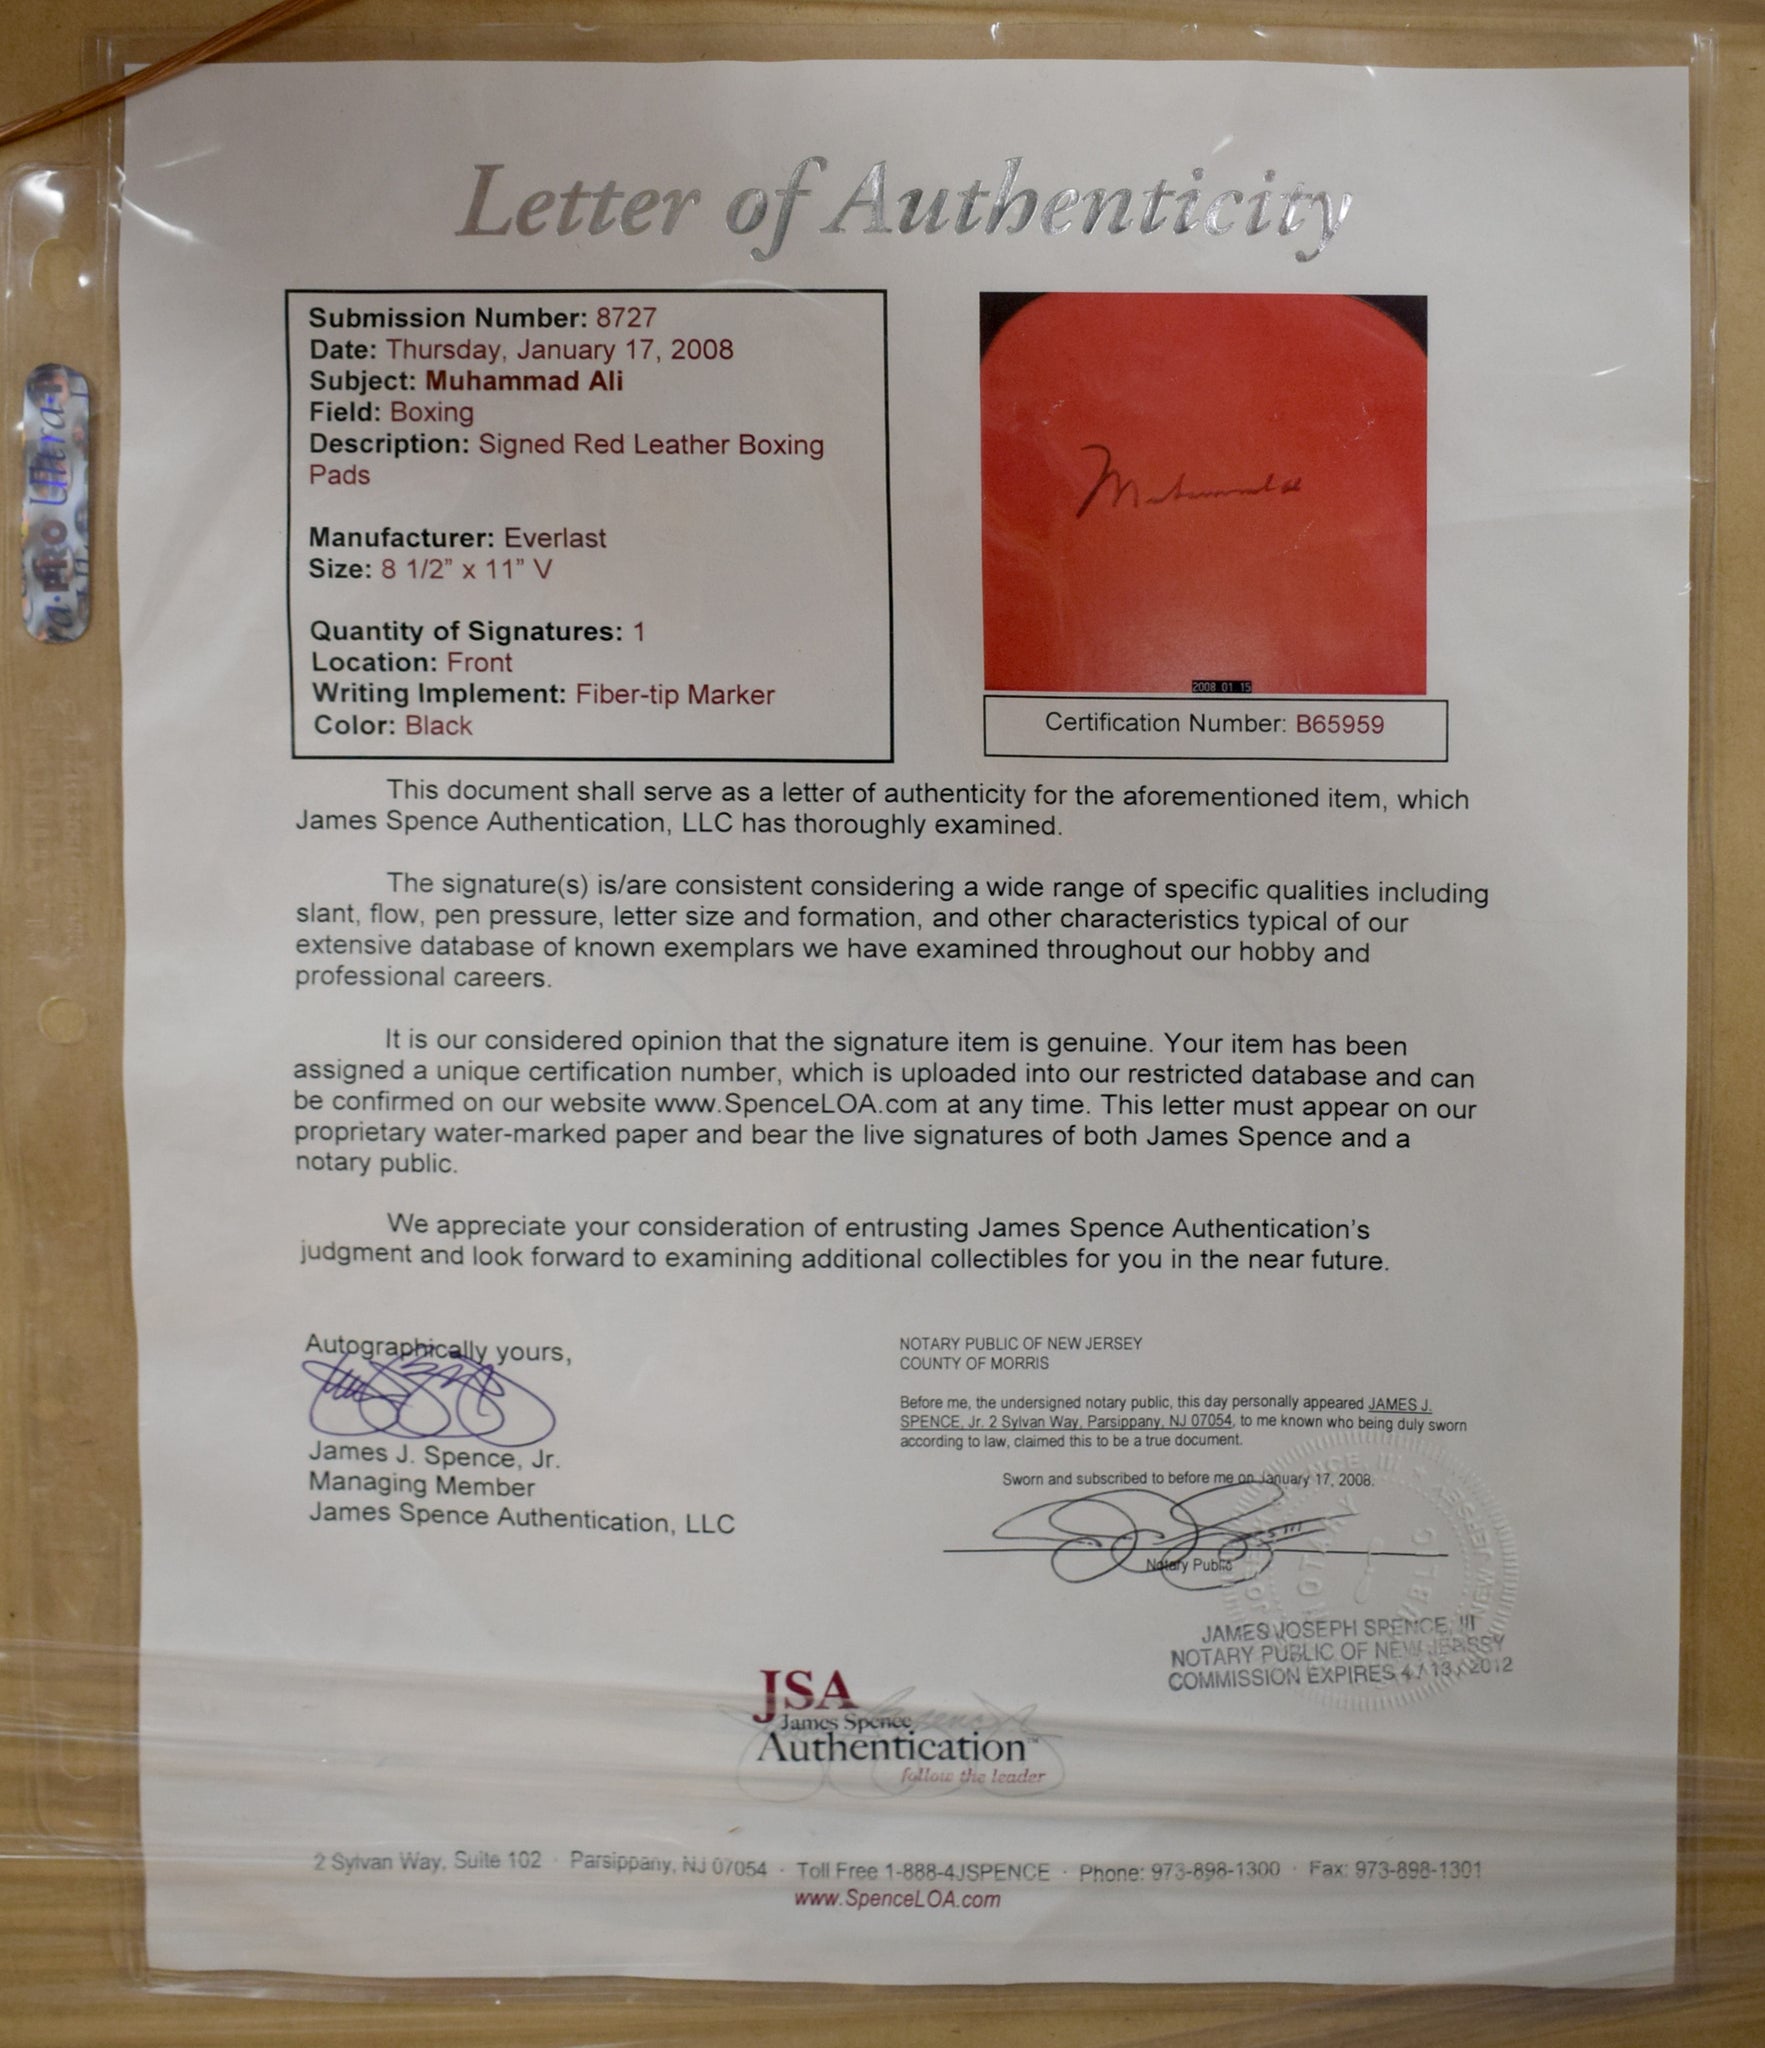 Letter of Authenticity
Submission Number: 8727
Date: Thursday, January 17, 2008
Subject: Muhammad Ali
Field: Boxing
Description: Signed Red Leather Boxing
Pads
Manufacturer: Everlast
Size: 8 1/2" x 11" V
Quantity of Signatures: 1
Location: Front
Writing Implement: Fiber-tip Marker
Color: Black
Muhammad
2008 01 15
Certification Number: B65959
This document shall serve as a letter of authenticity for the aforementioned item, which
James Spence Authentication, LLC has thoroughly examined.
The signature(s) is/are consistent considering a wide range of specific qualities including
slant, flow, pen pressure, letter size and formation, and other characteristics typical of our
extensive database of known exemplars we have examined throughout our hobby and
professional careers.
It is our considered opinion that the signature item is genuine. Your item has been
assigned a unique certification number, which is uploaded into our restricted database and can
be confirmed on our website www.SpenceLOA.com at any time. This letter must appear on our
proprietary water-marked paper and bear the live signatures of both James Spence and a
notary public.
We appreciate your consideration of entrusting James Spence Authentication's
judgment and look forward to examining additional collectibles for you in the near future.
Autographically yours,
James J. Spence, Jr.
Managing Member
James Spence Authentication, LLC
NOTARY PUBLIC OF NEW JERSEY
COUNTY OF MORRIS
Before me, the undersigned notary public, this day personally appeared JAMES J.
SPENCE, Jr. 2 Sylvan Way, Parsippany, NJ 07054, to me known who being duly sworn
according to law, claimed this to be a true document.
Sworn and subscribed to before me on January 17, 2008.
Notary Public
JAMES JOSEPH SPENCE, III
NOTARY PUBLIC OF NEW JERSEY
COMMISSION EXPIRES 4/13/2012
JSA
James Spence
Authentication™
follow the leader
2 Sylvan Way, Suite 102 · Parsippany, NJ 07054 · Toll Free 1-888-4JSPENCE · Phone: 973-898-1300 · Fax: 973-898-1301
www.SpenceLOA.com
PRO Ultra